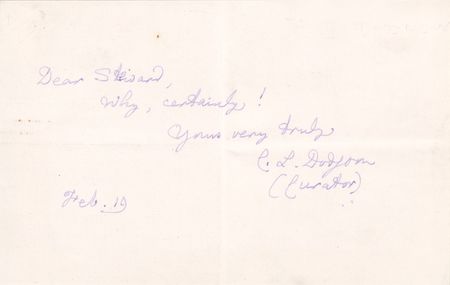 Dear Steward,
Why, certainly!
Yours very truly
C. L. Dodgson
(Curator)
Feb. 19